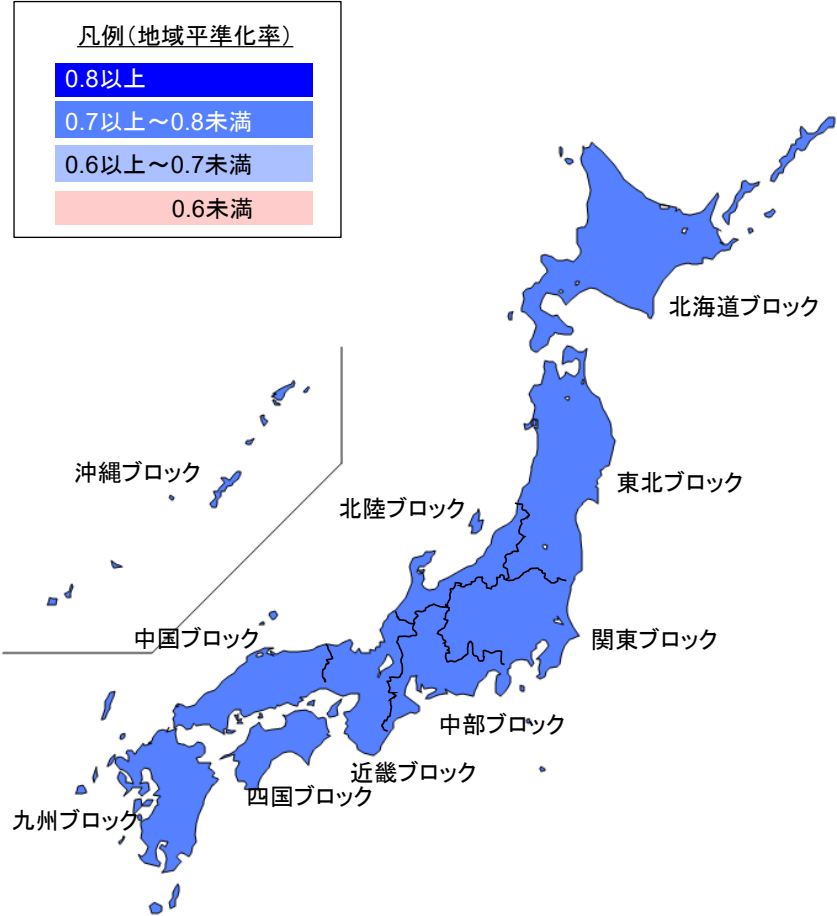 凡例(地域平準化率)
0.8以上
0.7以上～0.8未満
0.6以上～0.7未満
0.6未満
北海道ブロック
沖縄ブロック
東北ブロック
北陸ブロック
中国ブロック
関東ブロック
中部ブロック
近畿ブロック
四国ブロック
九州ブロック